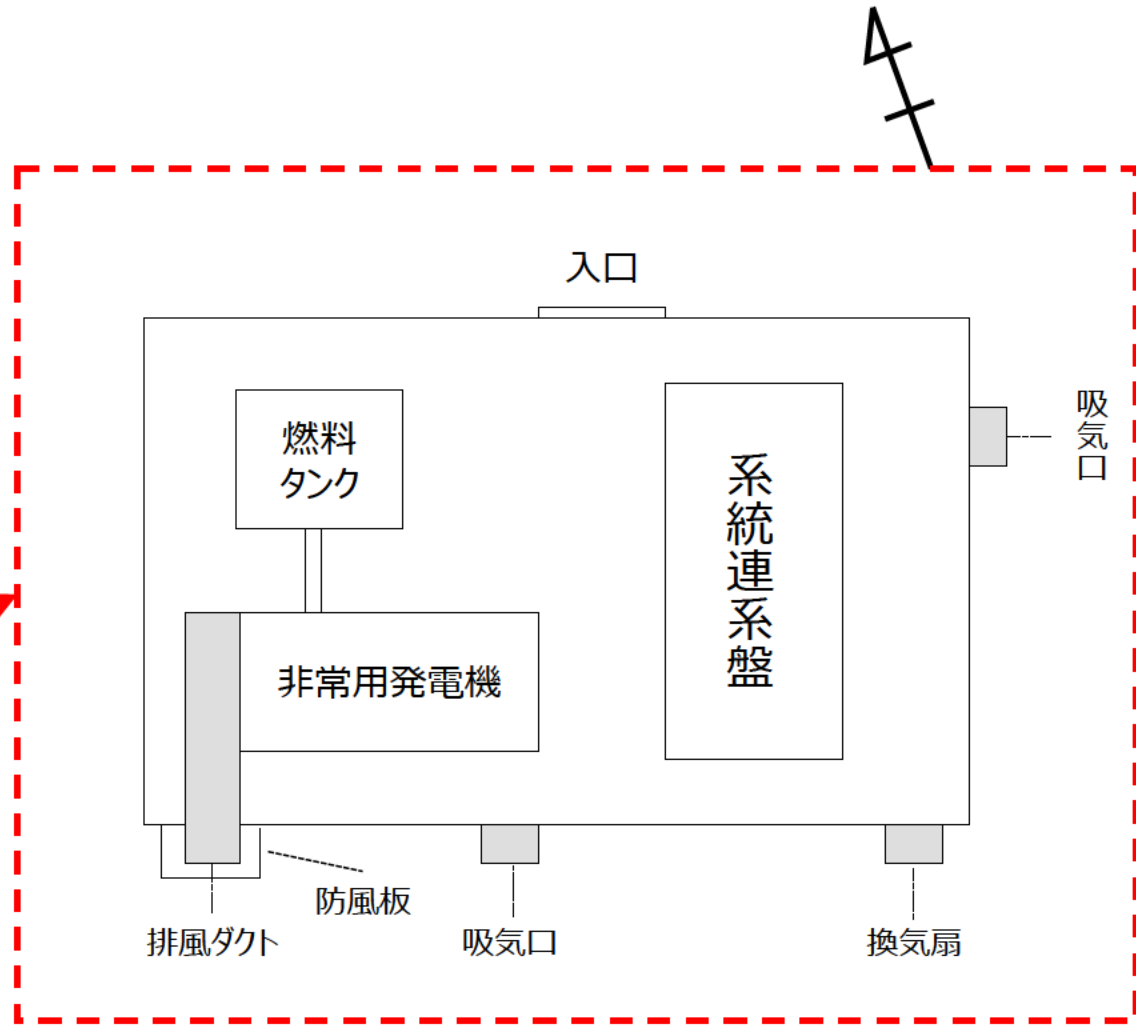 入口
吸気口
燃料
タンク
系統連系盤
非常用発電機
防風板
排風ダクト
吸気口
換気扇